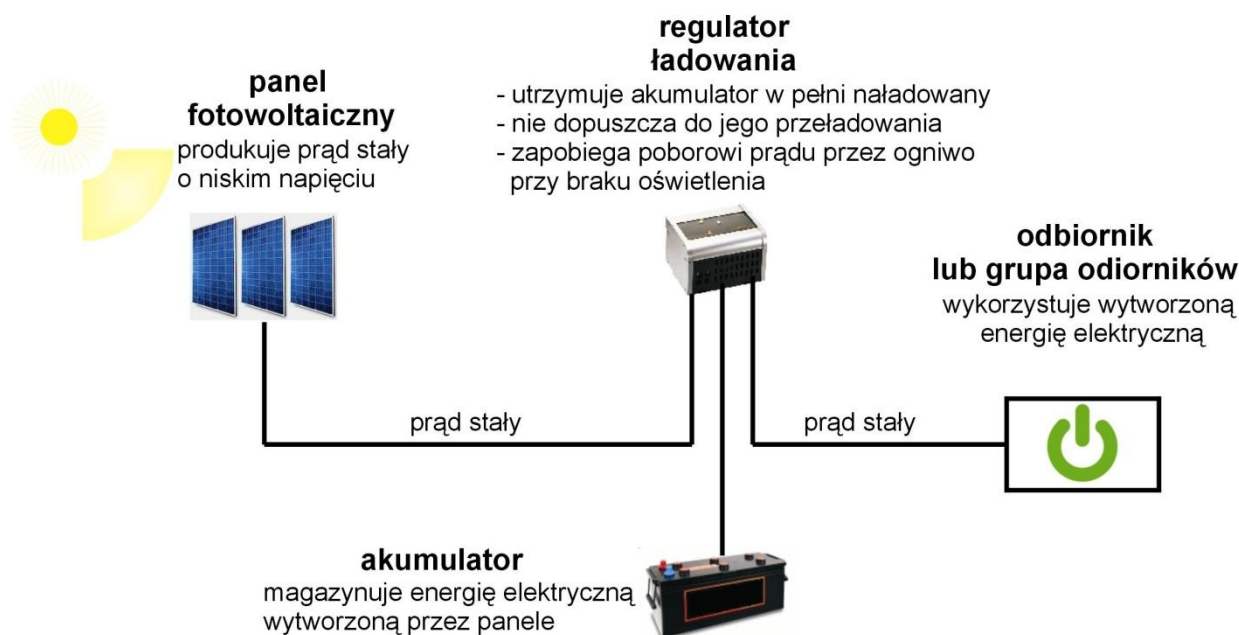 panel
fotowoltaiczny
produkuje prąd stały
o niskim napięciu
regulator
ładowania
- utrzymuje akumulator w pełni naładowany
- nie dopuszcza do jego przeładowania
- zapobiega poborowi prądu przez ogniwo
przy braku oświetlenia
odbiornik
lub grupa odiorników
wykorzystuje wytworzoną
energię elektryczną
prąd stały
prąd stały
akumulator
magazynuje energię elektryczną
wytworzoną przez panele